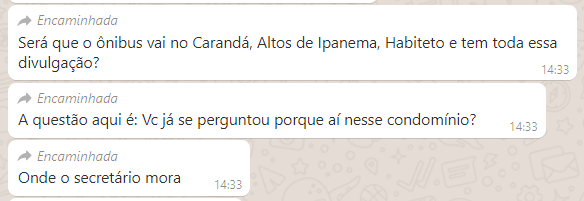 Encaminhada
Será que o ônibus vai no Carandá, Altos de Ipanema, Habiteto e tem toda essa
divulgação?
14:33
Encaminhada
A questão aqui é: Vc já se perguntou porque aí nesse condomínio?
14:33
Encaminhada
Onde o secretário mora
14:33